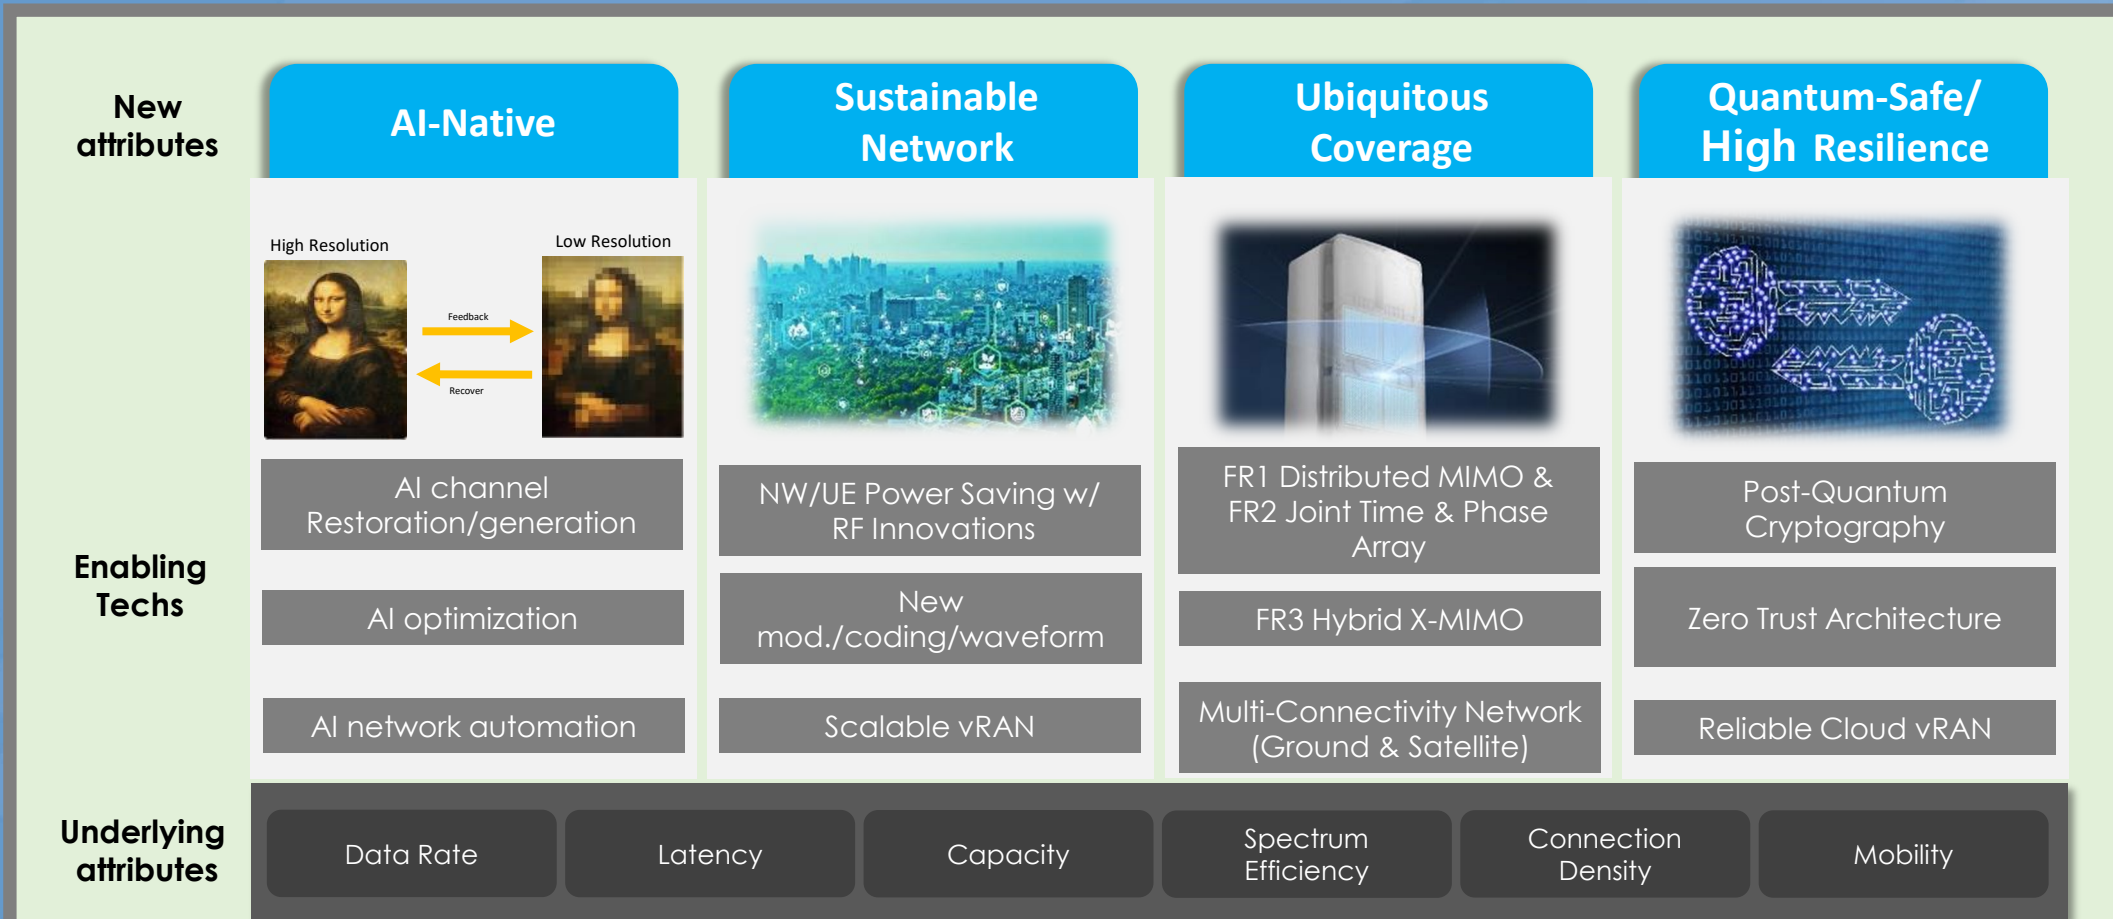 New
attributes
AI-Native
Sustainable
Network
Ubiquitous
Coverage
Quantum-Safe/
High Resilience
High Resolution
Low Resolution
Feedback
Recover
Enabling
Techs
AI channel
Restoration/generation
AI optimization
AI network automation
NW/UE Power Saving w/
RF Innovations
New
mod./coding/waveform
Scalable vRAN
FR1 Distributed MIMO &
FR2 Joint Time & Phase
Array
FR3 Hybrid X-MIMO
Multi-Connectivity Network
(Ground & Satellite)
Post-Quantum
Cryptography
Zero Trust Architecture
Reliable Cloud vRAN
Underlying
attributes
Data Rate
Latency
Capacity
Spectrum
Efficiency
Connection
Density
Mobility